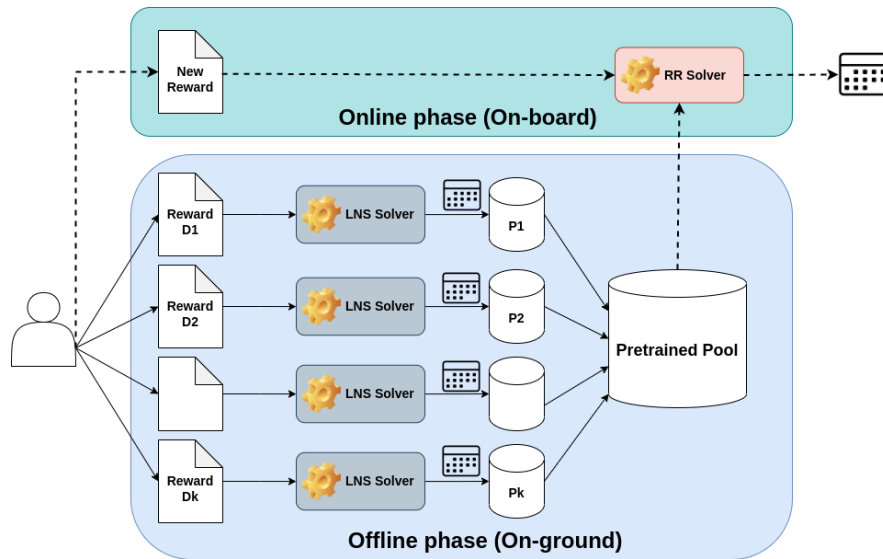 New
Reward
RR Solver
Online phase (On-board)
Reward
D1
LNS Solver
P1
Reward
D2
LNS Solver
P2
Pretrained Pool
LNS Solver
Reward
Dk
LNS Solver
Pk
Offline phase (On-ground)